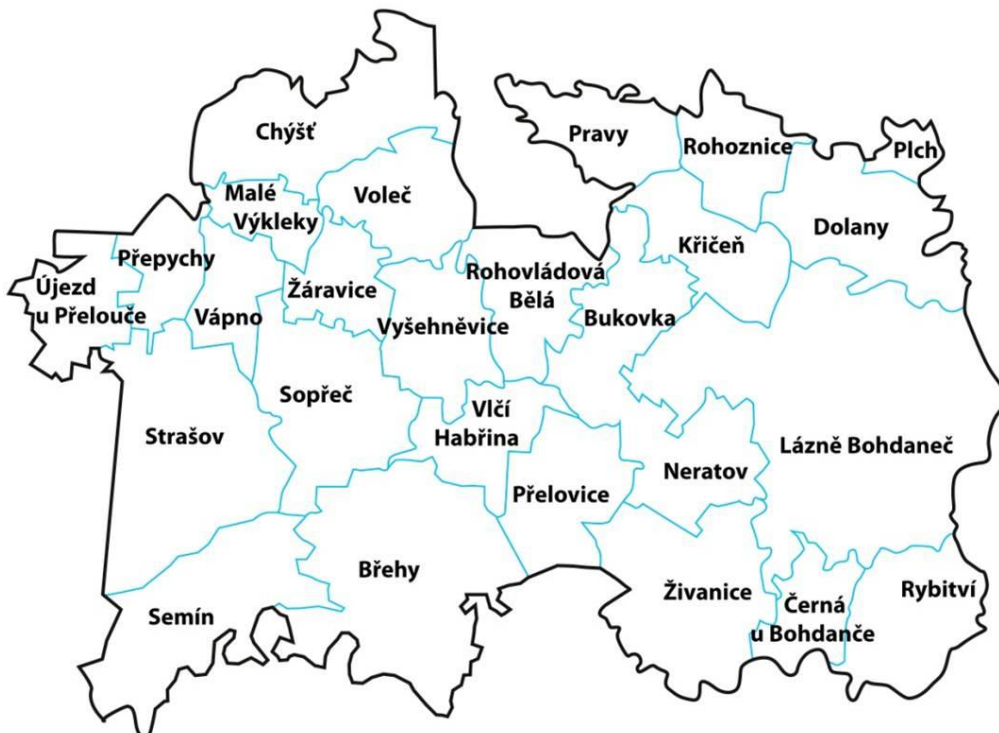 Chýšť
Pravy
Rohoznice
Plch
Malé
Výkleky
Voleč
Dolany
Křičeň
Přepychy
Rohovládová
Bělá
Újezd
u Přelouče
Žáravice
Vápno
Vyšehněvice
Bukovka
Sopřeč
Vlčí
Habřina
Strašov
Lázně Bohdaneč
Neratov
Přelovice
Břehy
Živanice
Rybitví
Černá
u Bohdanče
Semín